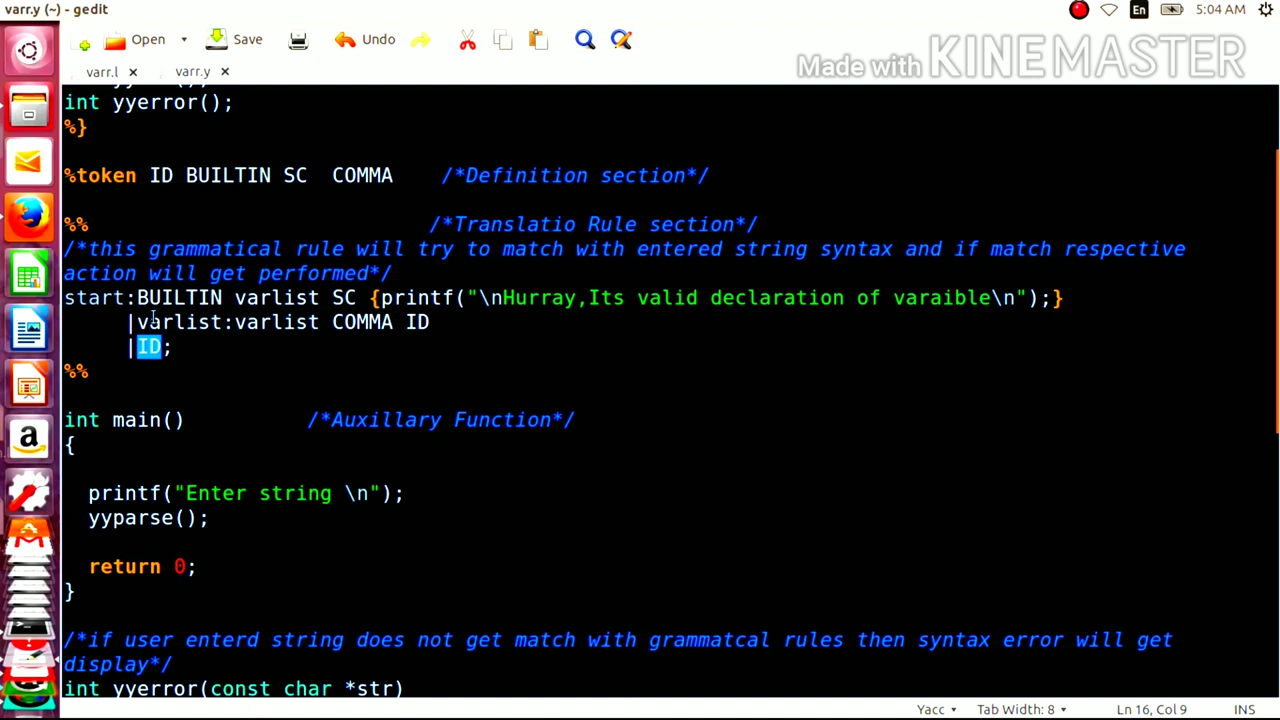 varr.y (~) - gedit
En
5:04 AM
Open
Save
Undo
Made with KINEMASTER
varr.l
varr.y
int yyerror();
%}
%token ID BUILTIN SC  COMMA    /*Definition section*/
%%                            /*Translatio Rule section*/
/*this grammatical rule will try to match with entered string syntax and if match respective
action will get performed*/
start:BUILTIN varlist SC {printf("\nHurray,Its valid declaration of varaible\n");}
|varlist:varlist COMMA ID
|ID;
%%
int main()          /*Auxillary Function*/
{
printf("Enter string \n");
yyparse();
return 0;
}
/*if user enterd string does not get match with grammatcal rules then syntax error will get
display*/
int yyerror(const char *str)
Yacc
Tab Width: 8
Ln 16, Col 9
INS